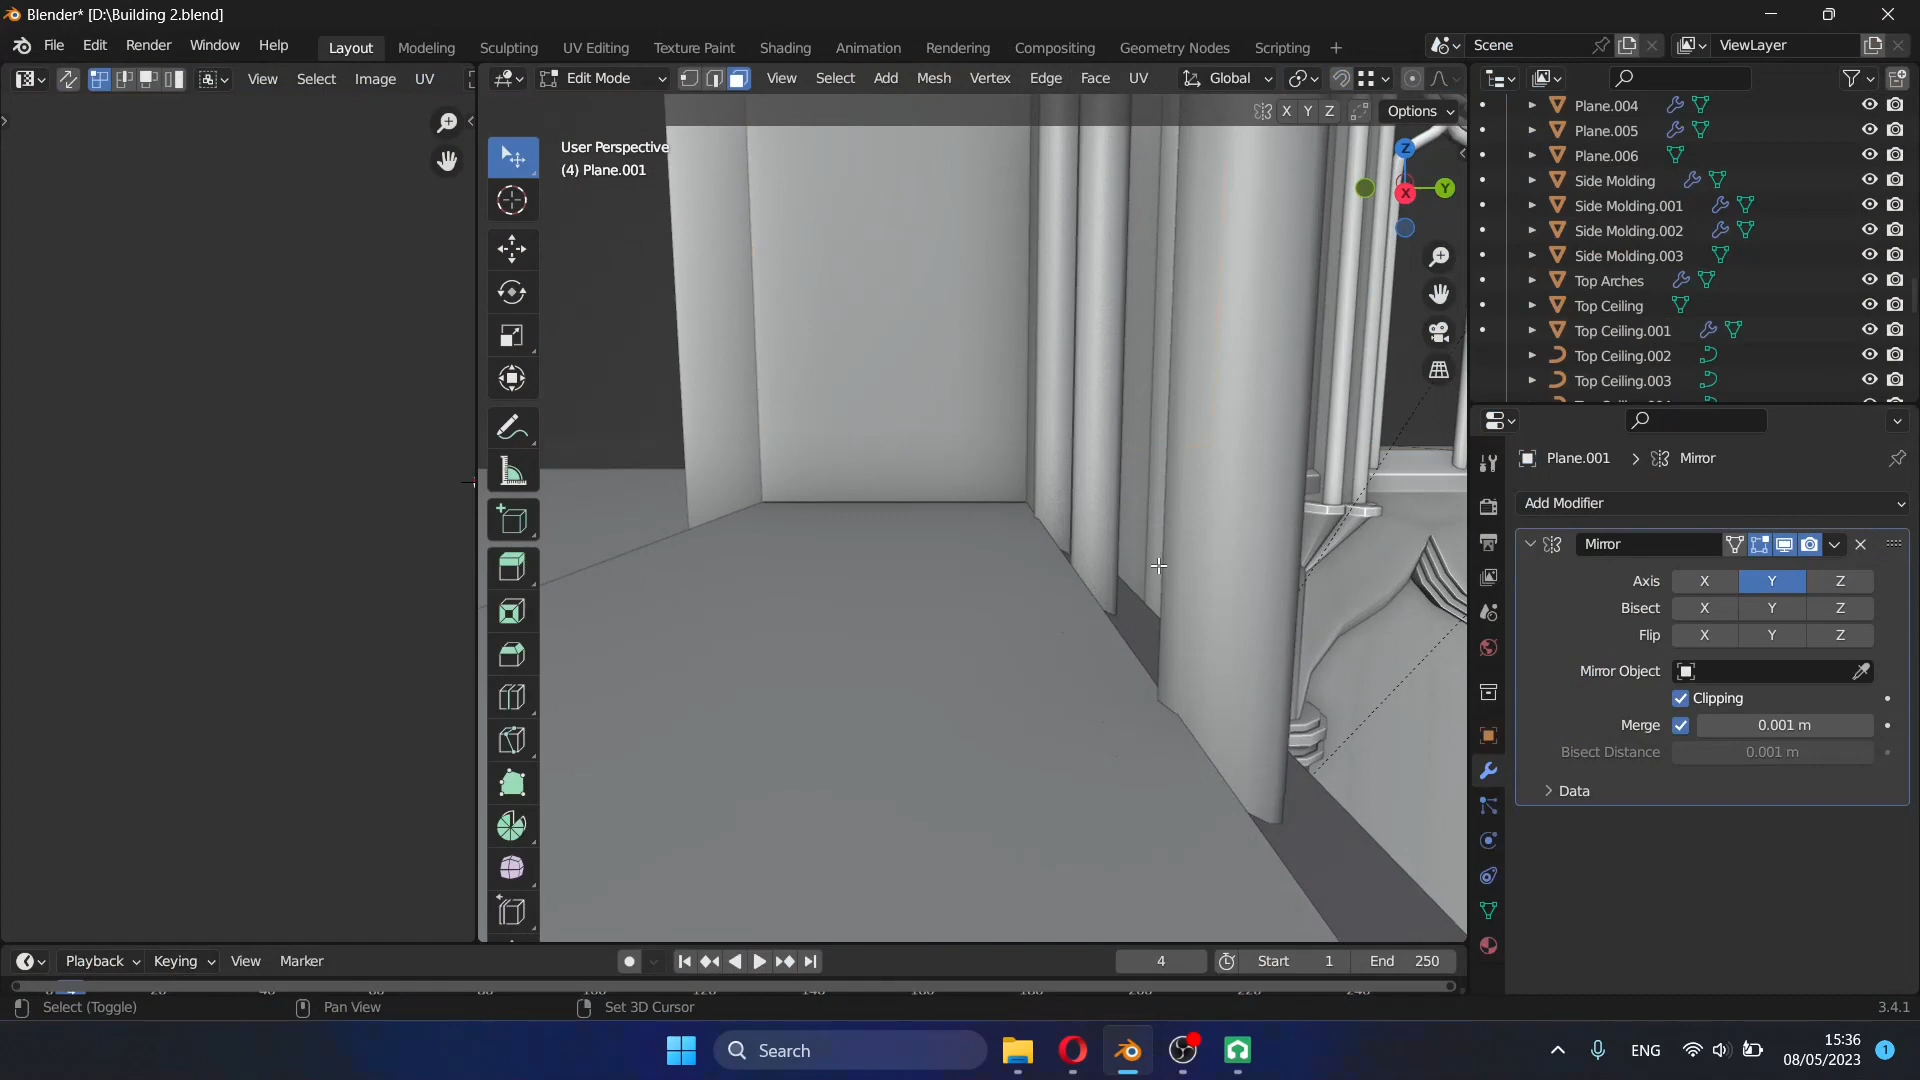 Blender* [D:\Building 2.blend]
File Edit Render Window Help Layout Modeling Sculpting UV Editing Texture Paint Shading Animation Rendering Compositing Geometry Nodes Scripting + Scene ViewLayer
View Select Image UV Edit Mode View Select Add Mesh Vertex Edge Face UV Global
X Y Z Options
User Perspective
(4) Plane.001
Z
Y
X
Plane.004
Plane.005
Plane.006
Side Molding
Side Molding.001
Side Molding.002
Side Molding.003
Top Arches
Top Ceiling
Top Ceiling.001
Top Ceiling.002
Top Ceiling.003
Plane.001 > Mirror
Add Modifier
Mirror
Axis X Y Z
Bisect X Y Z
Flip X Y Z
Mirror Object
Clipping
Merge 0.001 m
Bisect Distance 0.001 m
Data
Playback Keying View Marker 4 Start 1 End 250
Select (Toggle) Pan View Set 3D Cursor 3.4.1
Search ENG 15:36
08/05/2023 1